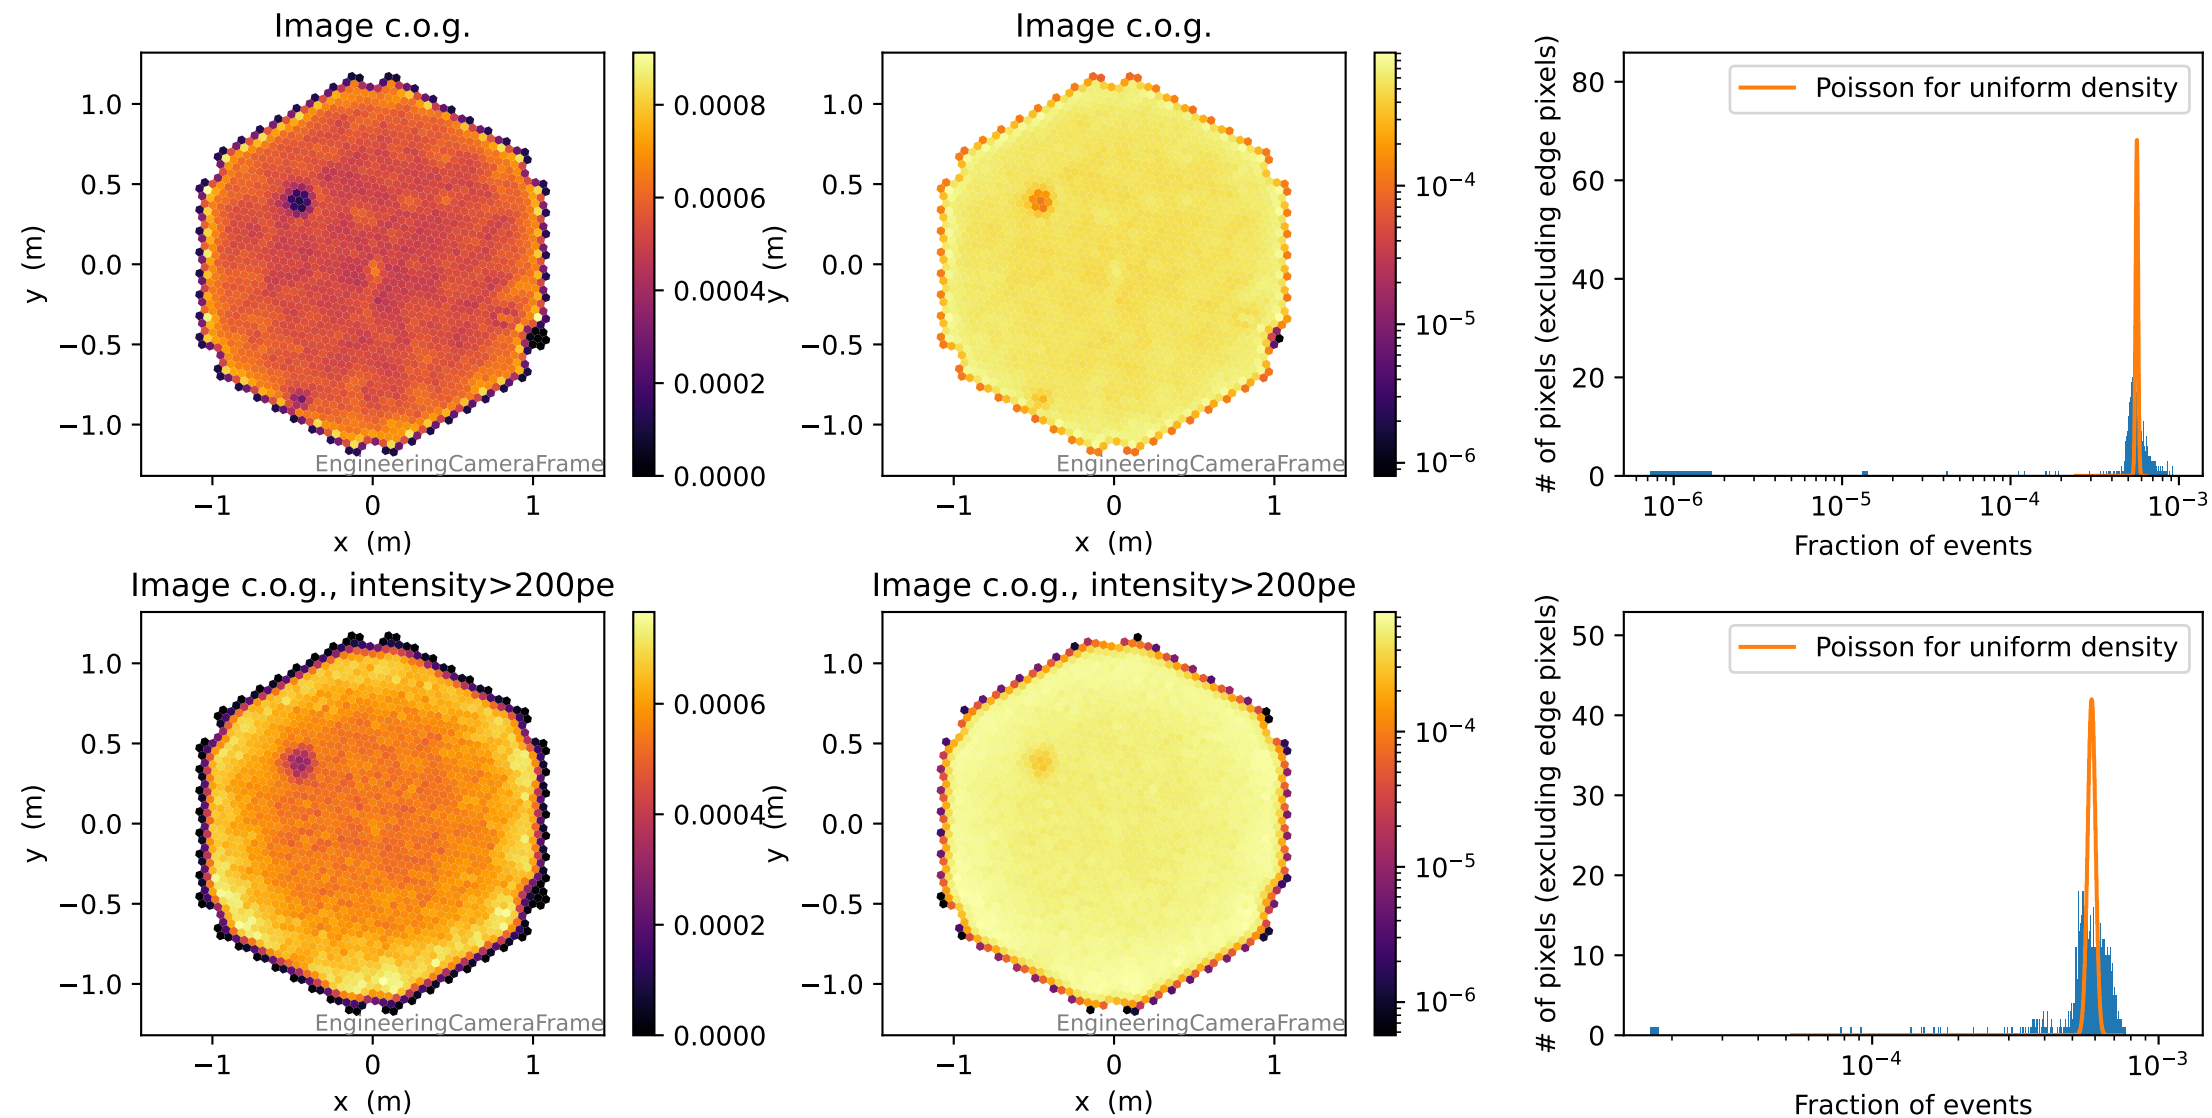 Image c.o.g.
1.0
0.5
0.0
−0.5
−1.0
y (m)
−1
0
1
x (m)
EngineeringCameraFrame
0.0008
0.0006
0.0004
0.0002
0.0000
Image c.o.g.
1.0
0.5
0.0
−0.5
−1.0
y (m)
−1
0
1
x (m)
EngineeringCameraFrame
10⁻⁴
10⁻⁵
10⁻⁶
Poisson for uniform density
80
60
40
20
0
# of pixels (excluding edge pixels)
10⁻⁶
10⁻⁵
10⁻⁴
10⁻³
Fraction of events
Image c.o.g., intensity>200pe
1.0
0.5
0.0
−0.5
−1.0
y (m)
−1
0
1
x (m)
EngineeringCameraFrame
0.0006
0.0004
0.0002
0.0000
Image c.o.g., intensity>200pe
1.0
0.5
0.0
−0.5
−1.0
y (m)
−1
0
1
x (m)
EngineeringCameraFrame
10⁻⁴
10⁻⁵
10⁻⁶
Poisson for uniform density
50
40
30
20
10
0
# of pixels (excluding edge pixels)
10⁻⁴
10⁻³
Fraction of events